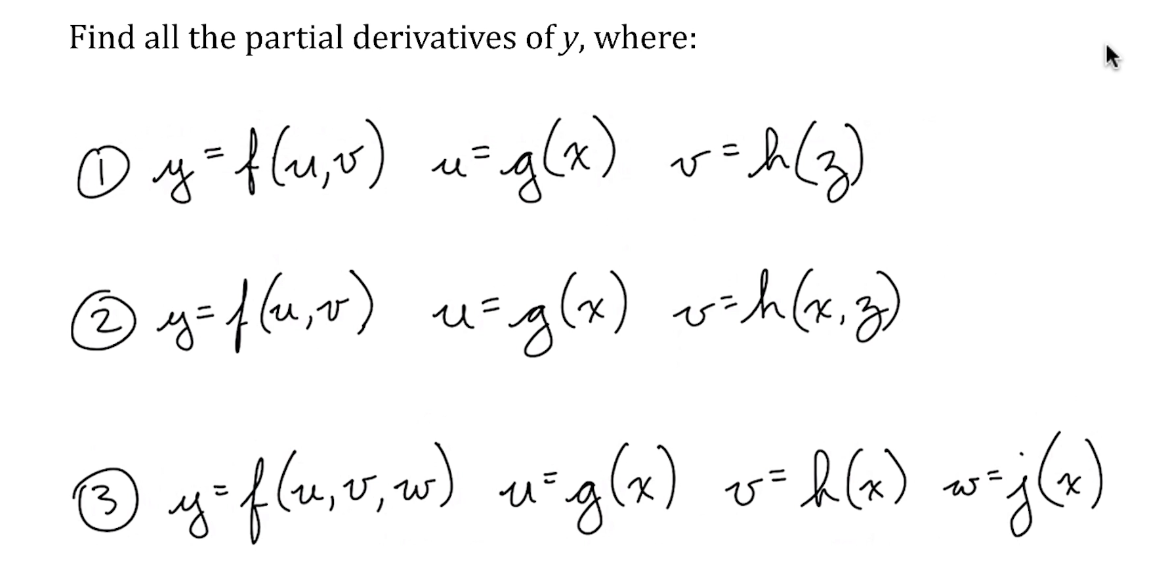 Find all the partial derivatives of y, where:
① y=f(u,v) u=g(x) v=h(z)
② y=f(u,v) u=g(x) v=h(x,z)
③ y=f(u,v,w) u=g(x) v=h(x) w=j(x)